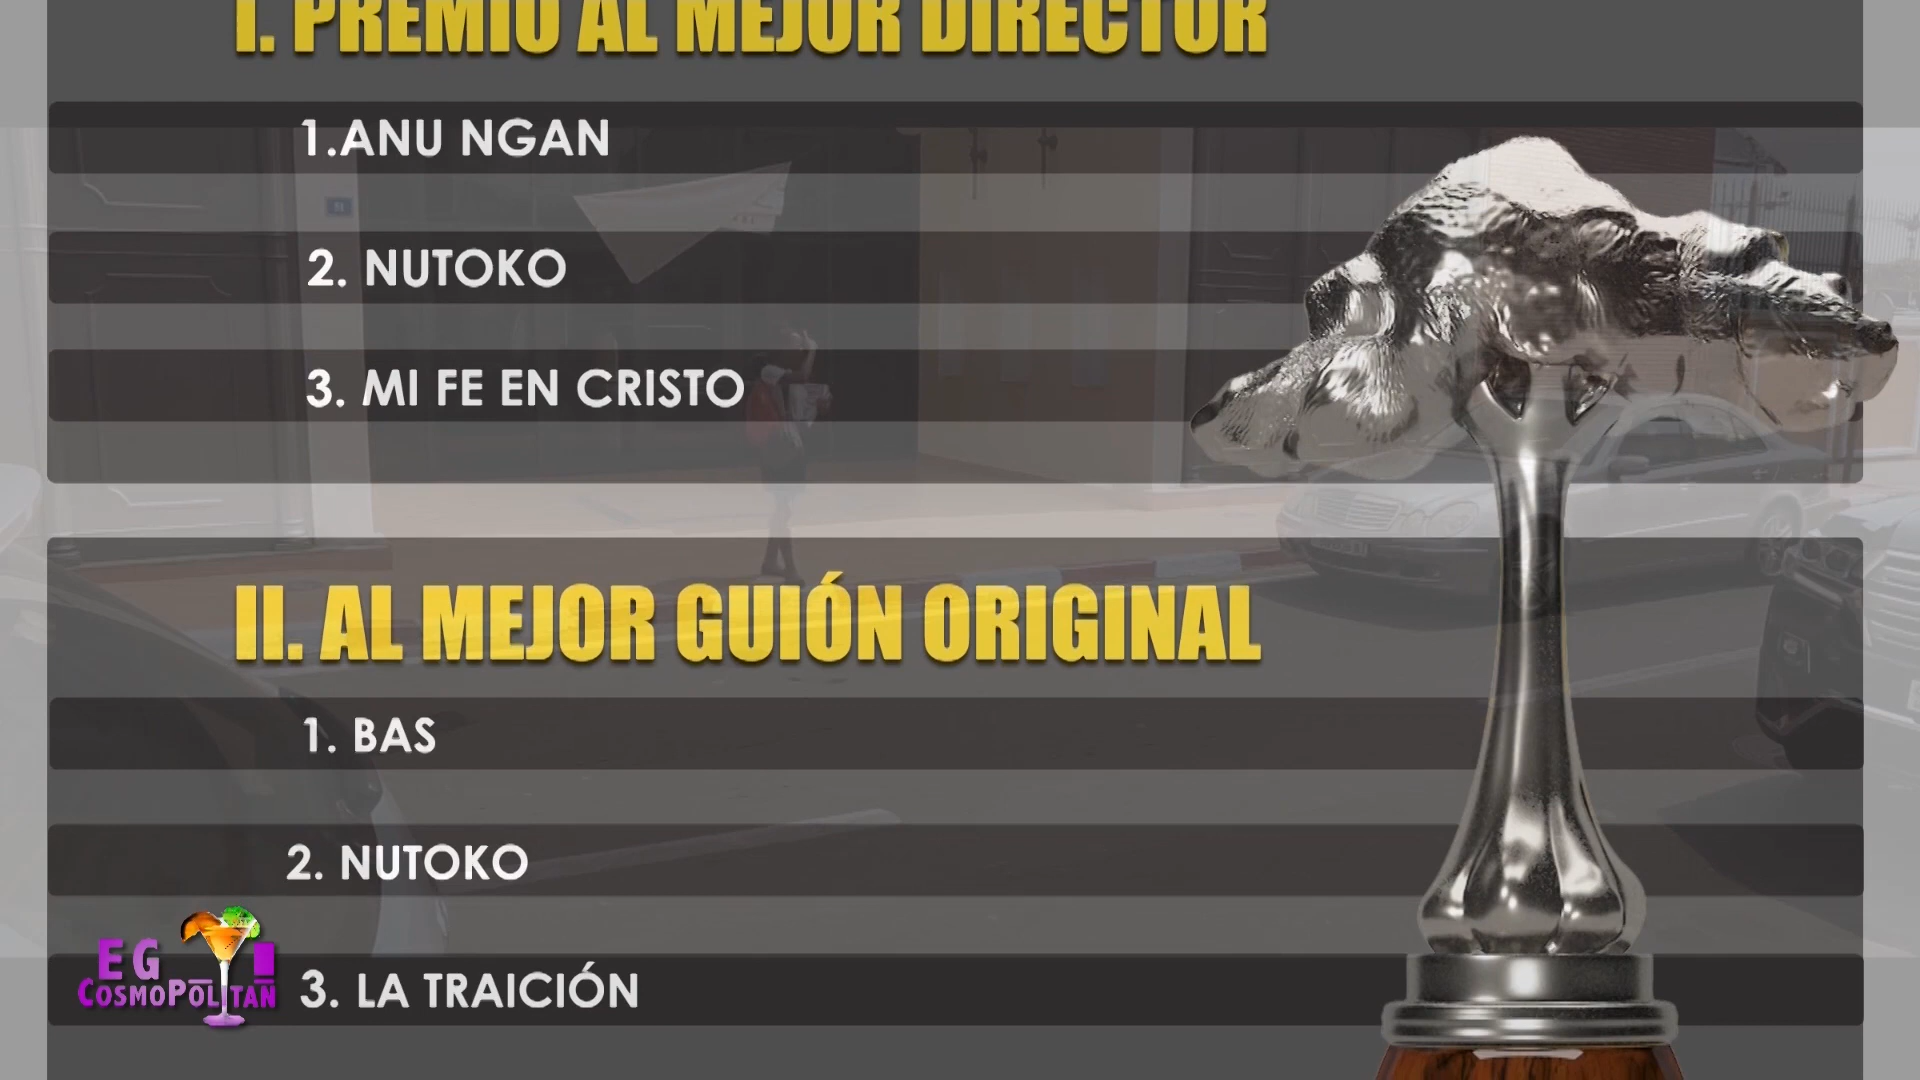 I. PREMIO AL MEJOR DIRECTOR
1.ANU NGAN
2. NUTOKO
3. MI FE EN CRISTO
II. AL MEJOR GUIÓN ORIGINAL
1. BAS
2. NUTOKO
3. LA TRAICIÓN
EG
COSMOPOLITAN